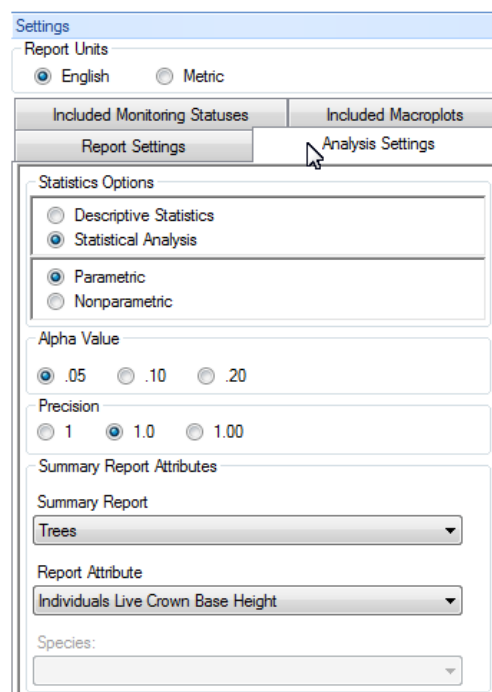 Settings
Report Units
English Metric
Included Monitoring Statuses Included Macroplots
Report Settings Analysis Settings
Statistics Options
Descriptive Statistics
Statistical Analysis
Parametric
Nonparametric
Alpha Value
.05 .10 .20
Precision
1 1.0 1.00
Summary Report Attributes
Summary Report
Trees
Report Attribute
Individuals Live Crown Base Height
Species: